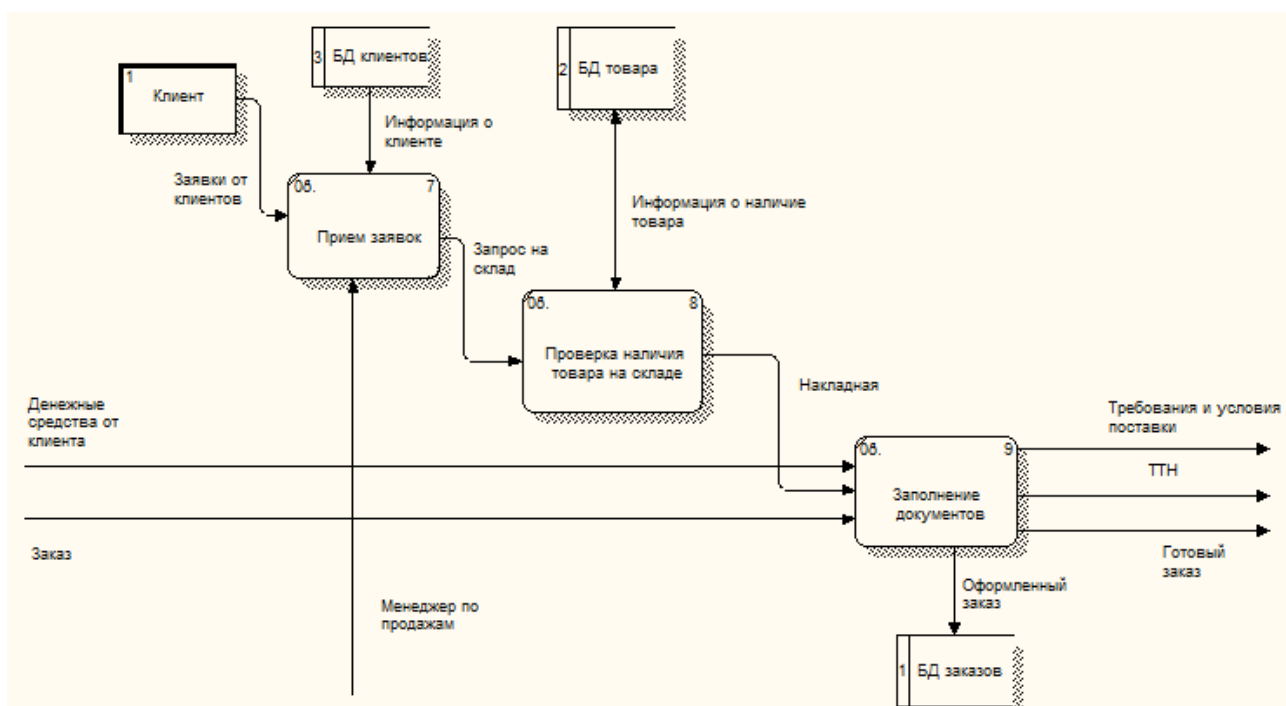 3
БД клиентов
2
БД товара
1
Клиент
Информация о
клиенте
Заявки от
клиентов
0б.
7
Прием заявок
Информация о наличие
товара
Запрос на
склад
0б.
8
Проверка наличия
товара на складе
Накладная
Денежные
средства от
клиента
Требования и условия
поставки
0б.
9
Заполнение
документов
ТТН
Заказ
Готовый
заказ
Оформленный
заказ
Менеджер по
продажам
1
БД заказов